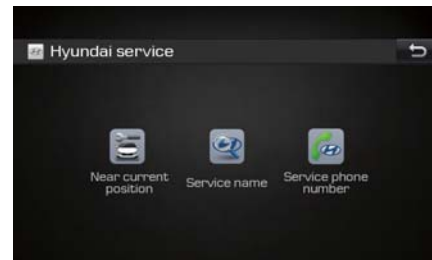 Hyundai service
Near current
position
Service name
Service phone
number